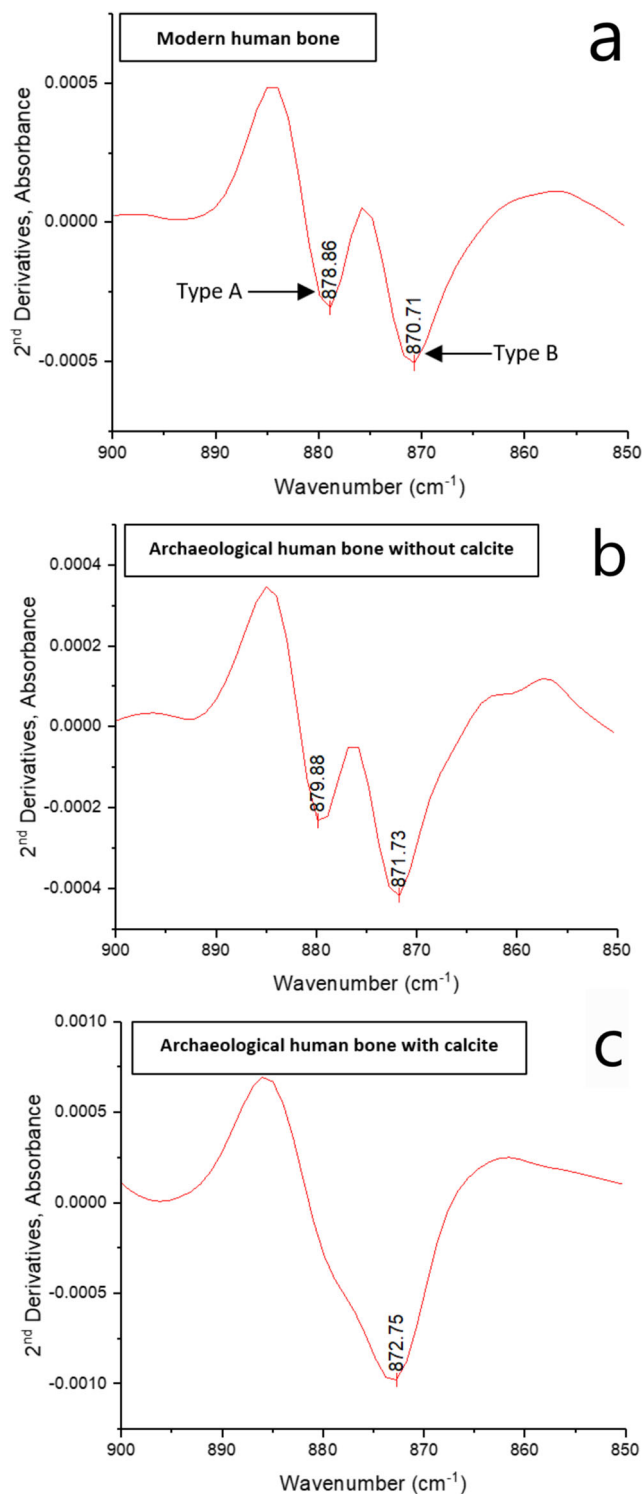 Modern human bone
a
0.0005
0.0000
-0.0005
2nd Derivatives, Absorbance
Type A
878.86
870.71
Type B
900 890 880 870 860 850
Wavenumber (cm-1)
Archaeological human bone without calcite
b
0.0004
0.0002
0.0000
-0.0002
-0.0004
2nd Derivatives, Absorbance
879.88
871.73
900 890 880 870 860 850
Wavenumber (cm-1)
Archaeological human bone with calcite
c
0.0010
0.0005
0.0000
-0.0005
-0.0010
2nd Derivatives, Absorbance
872.75
900 890 880 870 860 850
Wavenumber (cm-1)